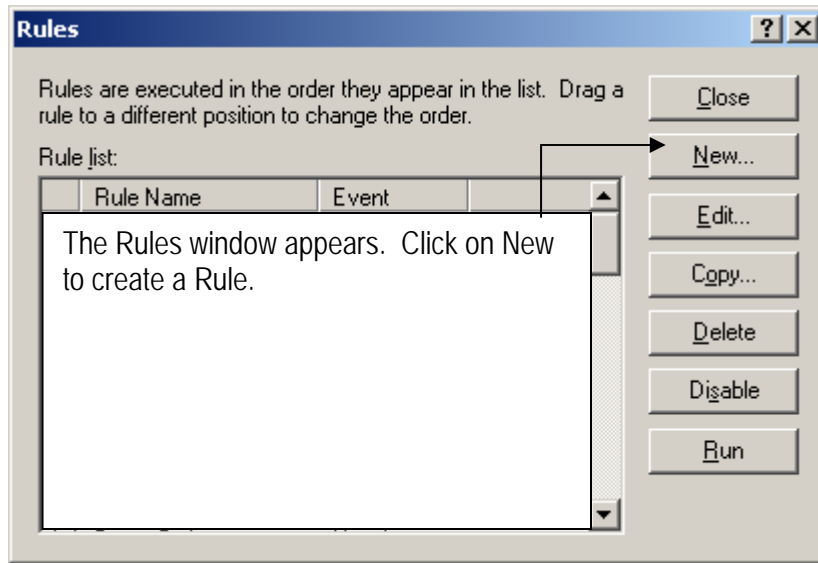 Rules
Rules are executed in the order they appear in the list. Drag a
rule to a different position to change the order.
Rule list:
Rule Name Event
The Rules window appears. Click on New
to create a Rule.
Close
New...
Edit...
Copy...
Delete
Disable
Run